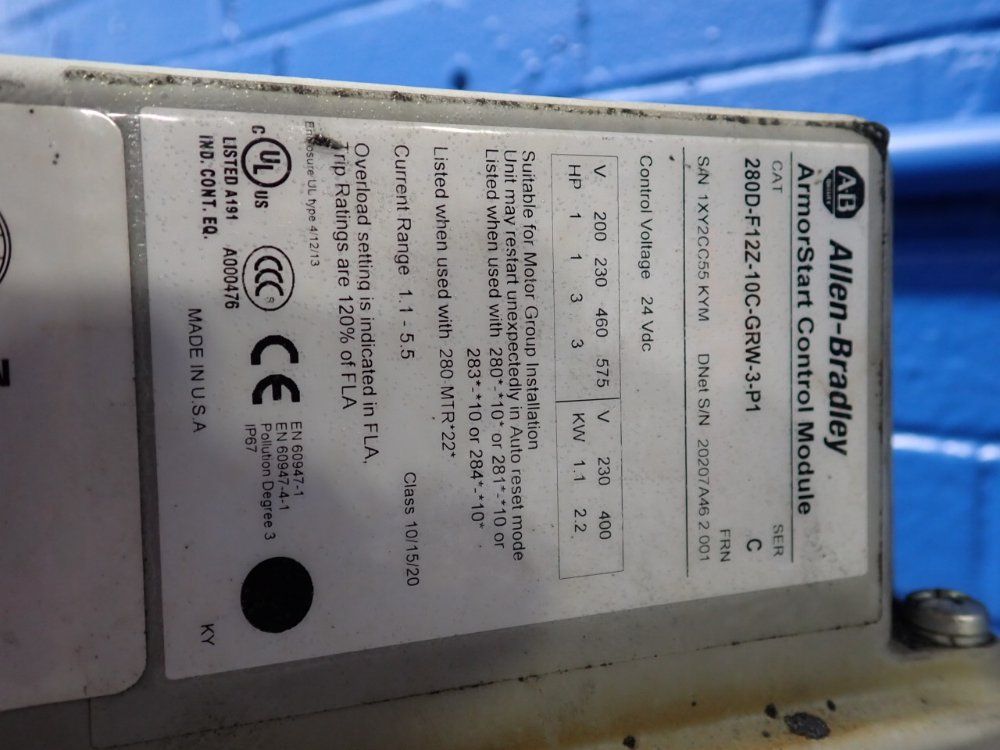 AB
QUALITY
Allen-Bradley
ArmorStart Control Module
CAT SER
280D-F12Z-10C-GRW-3-P1 C
FRN
S/N 1XY2CC55 KYM DNet S/N 20207A46 2.001
Control Voltage 24 Vdc
V 200 230 460 575 V 230 400
HP 1 1 3 3 KW 1.1 2.2
Suitable for Motor Group Installation
Unit may restart unexpectedly in Auto reset mode
Listed when used with 280*-*10* or 281*-*10 or
283*-*10 or 284*-*10*
Listed when used with 280-MTR*22*
Current Range 1.1 - 5.5 Class 10/15/20
Overload setting is indicated in FLA,
Trip Ratings are 120% of FLA
Enclosure UL type 4/12/13
C UL US
LISTED A191
IND. CONT. EQ.
CCC S
A000476
CE
EN 60947-1
EN 60947-4-1
Pollution Degree 3
IP67
MADE IN U.S.A
KY